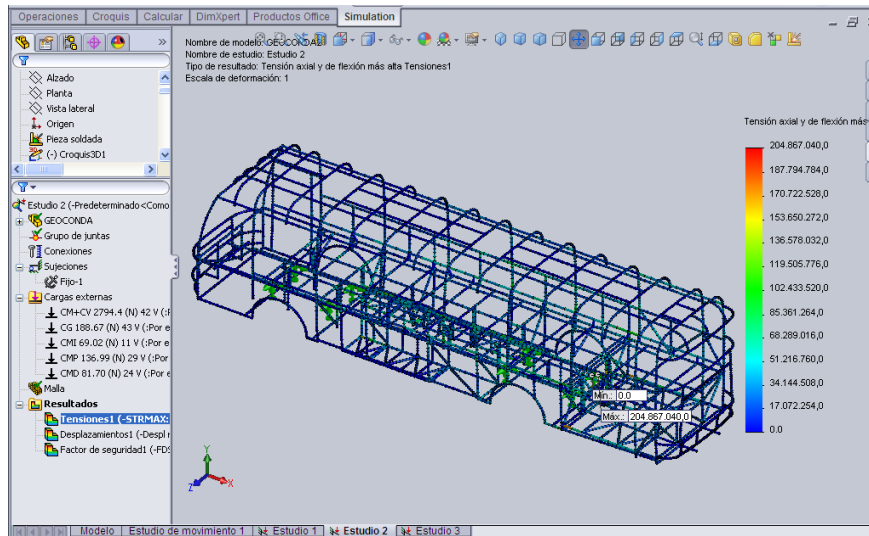 Operaciones Croquis Calcular DimXpert Productos Office Simulation
Nombre de modelo: GEOCONDA
Nombre de estudio: Estudio 2
Tipo de resultado: Tensión axial y de flexión más alta Tensiones1
Escala de deformación: 1
Alzado
Planta
Vista lateral
Origen
Pieza soldada
(-) Croquis3D1
Estudio 2 (-Predeterminado<Como
GEOCONDA
Grupo de juntas
Conexiones
Sujeciones
Fijo-1
Cargas externas
CM+CV 2794.4 (N) 42 V (:F
CG 188.67 (N) 43 V (:Por e
CMI 69.02 (N) 11 V (:Por e
CMP 136.99 (N) 29 V (:Por
CMD 81.70 (N) 24 V (:Por e
Malla
Resultados
Tensiones1 (-STRMAX:
Desplazamientos1 (-Despl r
Factor de seguridad1 (-FDS
Tensión axial y de flexión más
204.867.040,0
187.794.784,0
170.722.528,0
153.650.272,0
136.578.032,0
119.505.776,0
102.433.520,0
85.361.264,0
68.289.016,0
51.216.760,0
34.144.508,0
17.072.254,0
0.0
Mín.: 0.0
Máx.: 204.867.040,0
Y
X
Z
Modelo Estudio de movimiento 1 Estudio 1 Estudio 2 Estudio 3